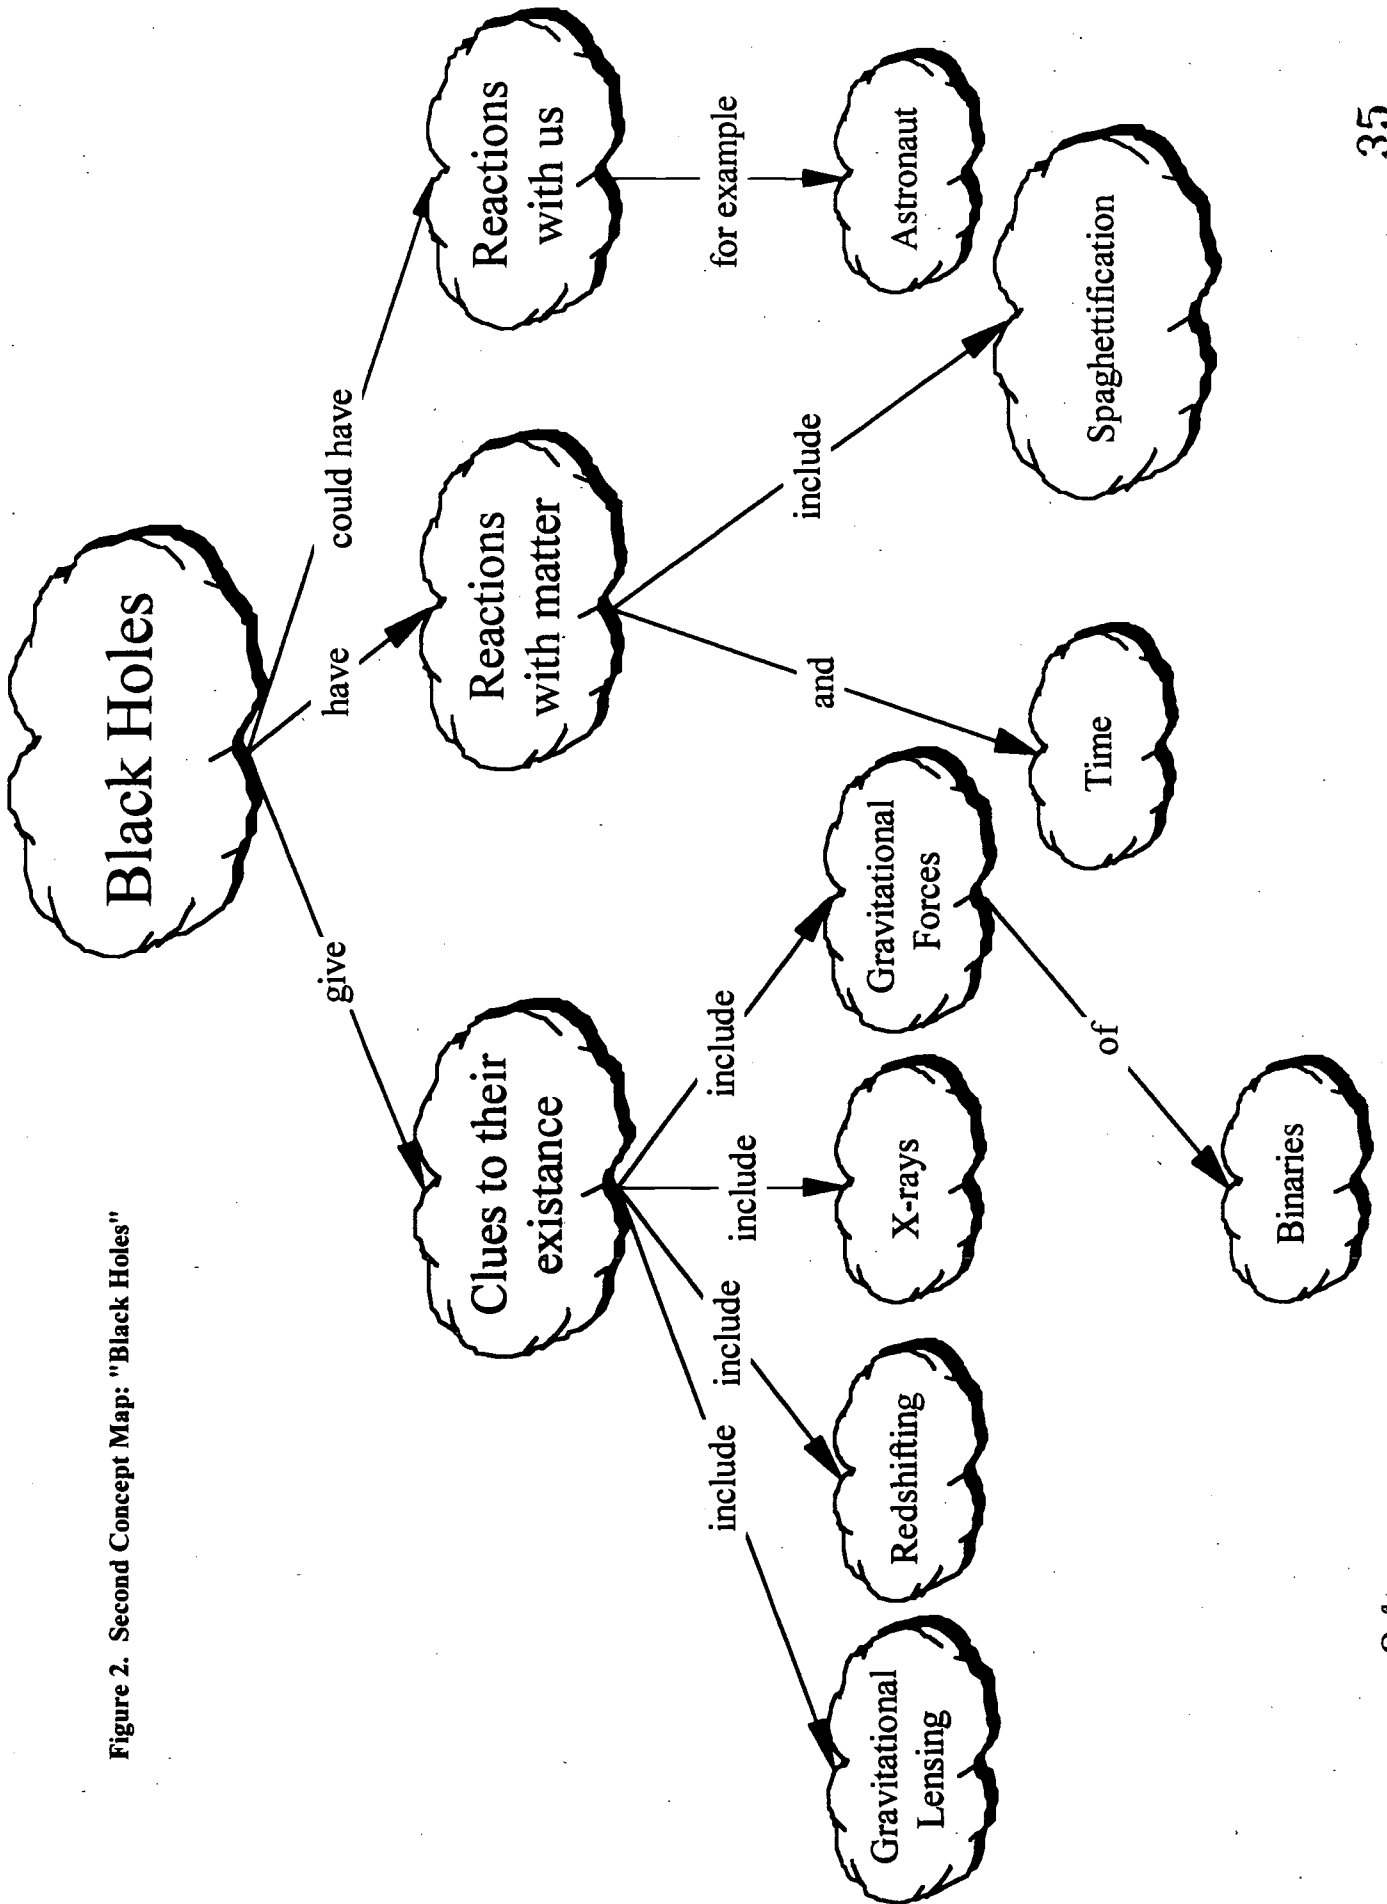 Figure 2. Second Concept Map: "Black Holes"
Black Holes
give
have
could have
Clues to their
existance
Reactions
with matter
Reactions
with us
include
include
include
include
and
include
for example
Gravitational
Lensing
Redshifting
X-rays
Gravitational
Forces
Time
Spaghettification
Astronaut
of
Binaries
35